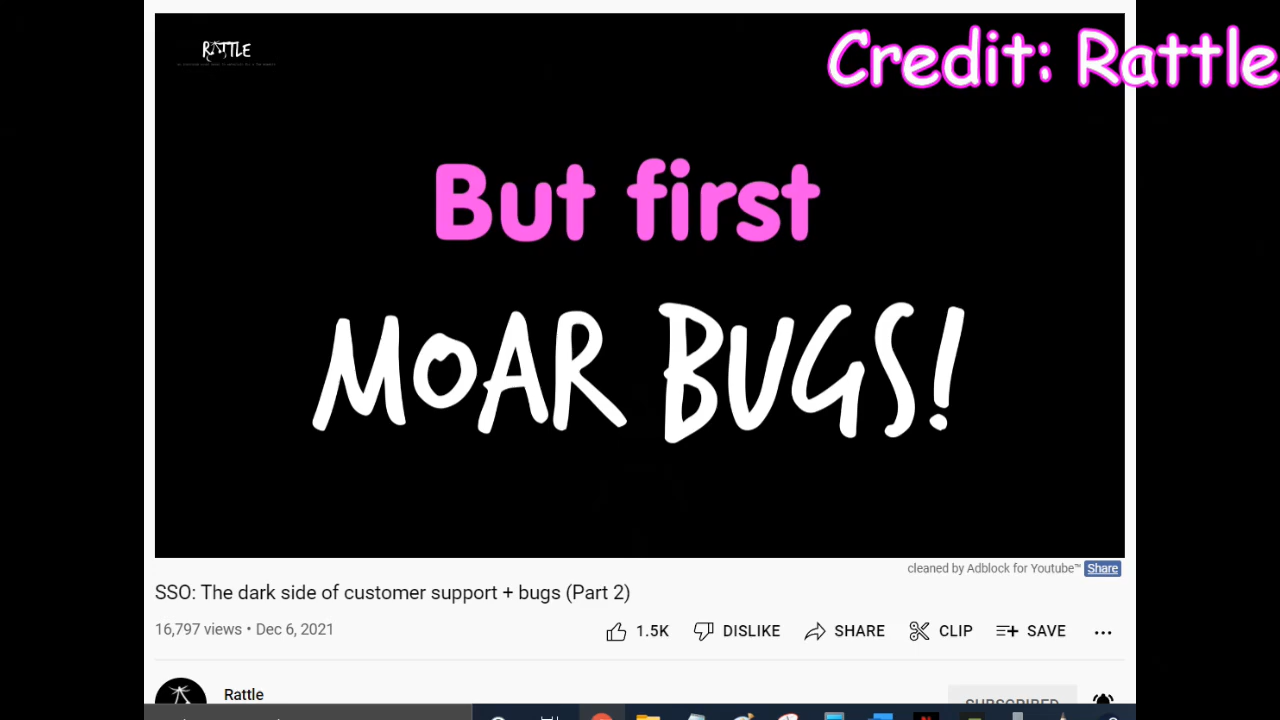 RATTLE
Credit: Rattle
But first
MOAR BUGS!
cleaned by Adblock for Youtube™ Share
SSO: The dark side of customer support + bugs (Part 2)
16,797 views • Dec 6, 2021
1.5K DISLIKE SHARE CLIP SAVE ...
Rattle
SUBSCRIBED